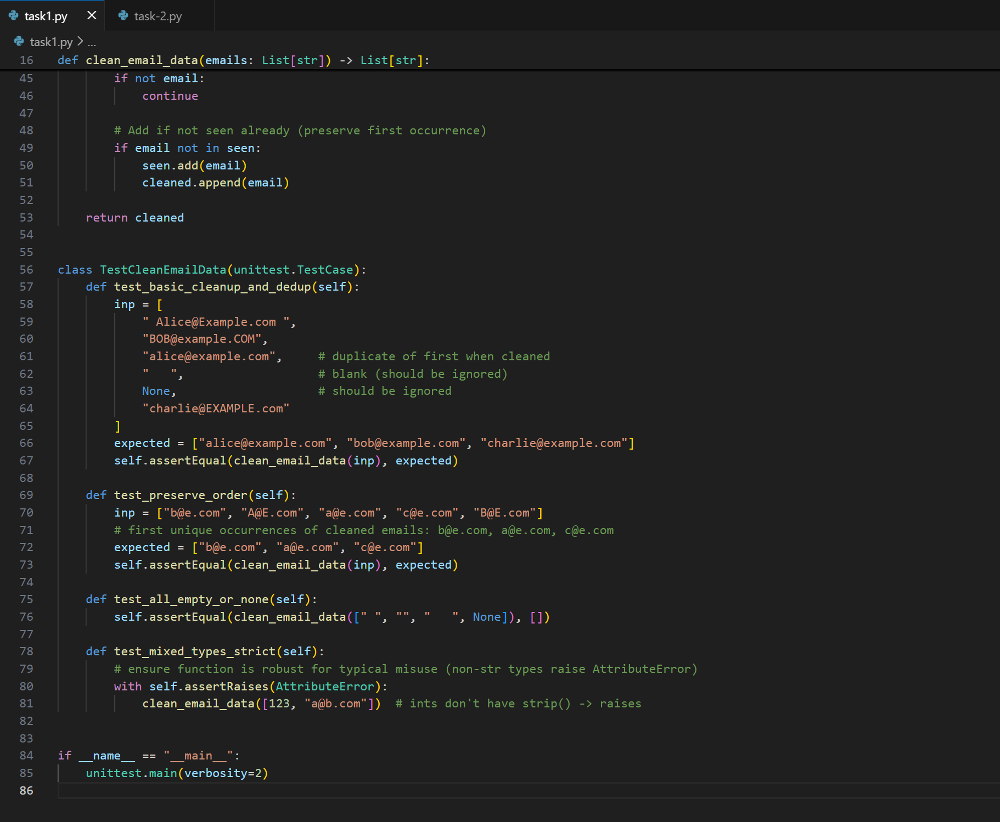 task1.py
task-2.py
task1.py > ...
16 def clean_email_data(emails: List[str]) -> List[str]:
45 if not email:
46 continue
47
48 # Add if not seen already (preserve first occurrence)
49 if email not in seen:
50 seen.add(email)
51 cleaned.append(email)
52
53 return cleaned
54
55
56 class TestCleanEmailData(unittest.TestCase):
57 def test_basic_cleanup_and_dedup(self):
58 inp = [
59 " Alice@Example.com ",
60 "BOB@example.COM",
61 "alice@example.com",     # duplicate of first when cleaned
62 "   ",                   # blank (should be ignored)
63 None,                    # should be ignored
64 "charlie@EXAMPLE.com"
65 ]
66 expected = ["alice@example.com", "bob@example.com", "charlie@example.com"]
67 self.assertEqual(clean_email_data(inp), expected)
68
69 def test_preserve_order(self):
70 inp = ["b@e.com", "A@E.com", "a@e.com", "c@e.com", "B@E.com"]
71 # first unique occurrences of cleaned emails: b@e.com, a@e.com, c@e.com
72 expected = ["b@e.com", "a@e.com", "c@e.com"]
73 self.assertEqual(clean_email_data(inp), expected)
74
75 def test_all_empty_or_none(self):
76 self.assertEqual(clean_email_data([" ", "", "   ", None]), [])
77
78 def test_mixed_types_strict(self):
79 # ensure function is robust for typical misuse (non-str types raise AttributeError)
80 with self.assertRaises(AttributeError):
81 clean_email_data([123, "a@b.com"])  # ints don't have strip() -> raises
82
83
84 if __name__ == "__main__":
85 unittest.main(verbosity=2)
86